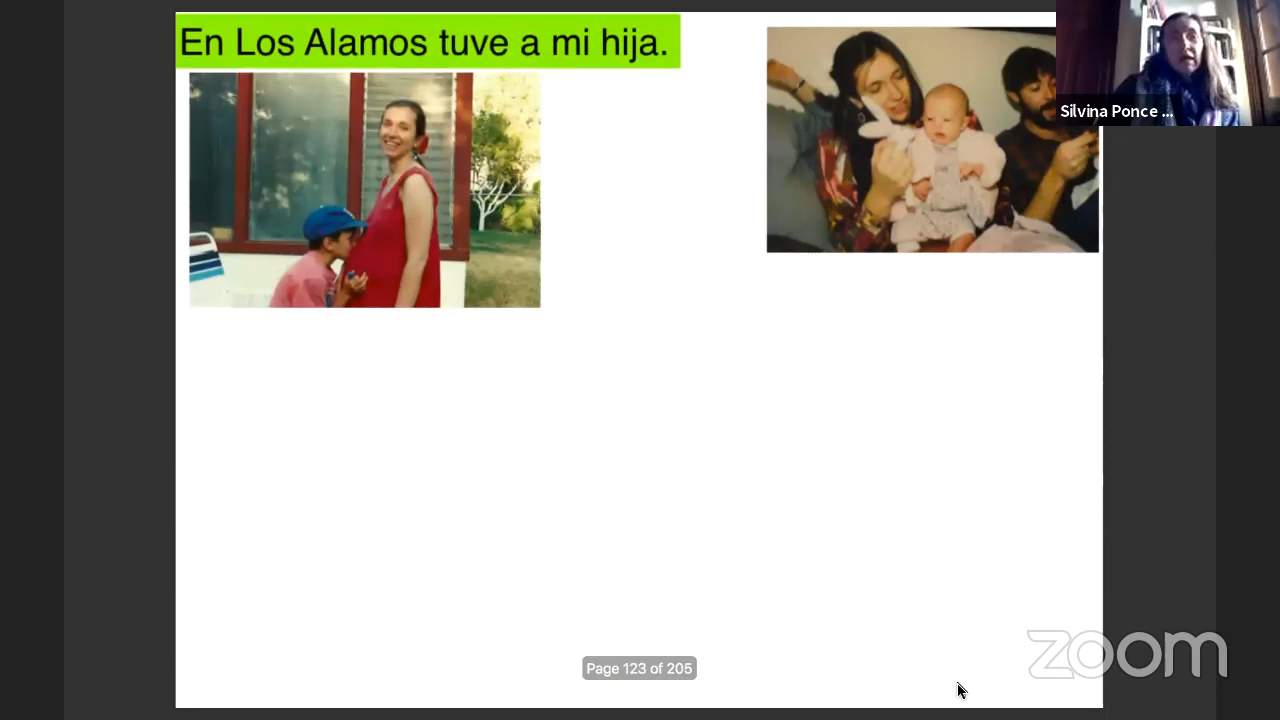 En Los Alamos tuve a mi hija.
Silvina Ponce ...
Page 123 of 205
zoom